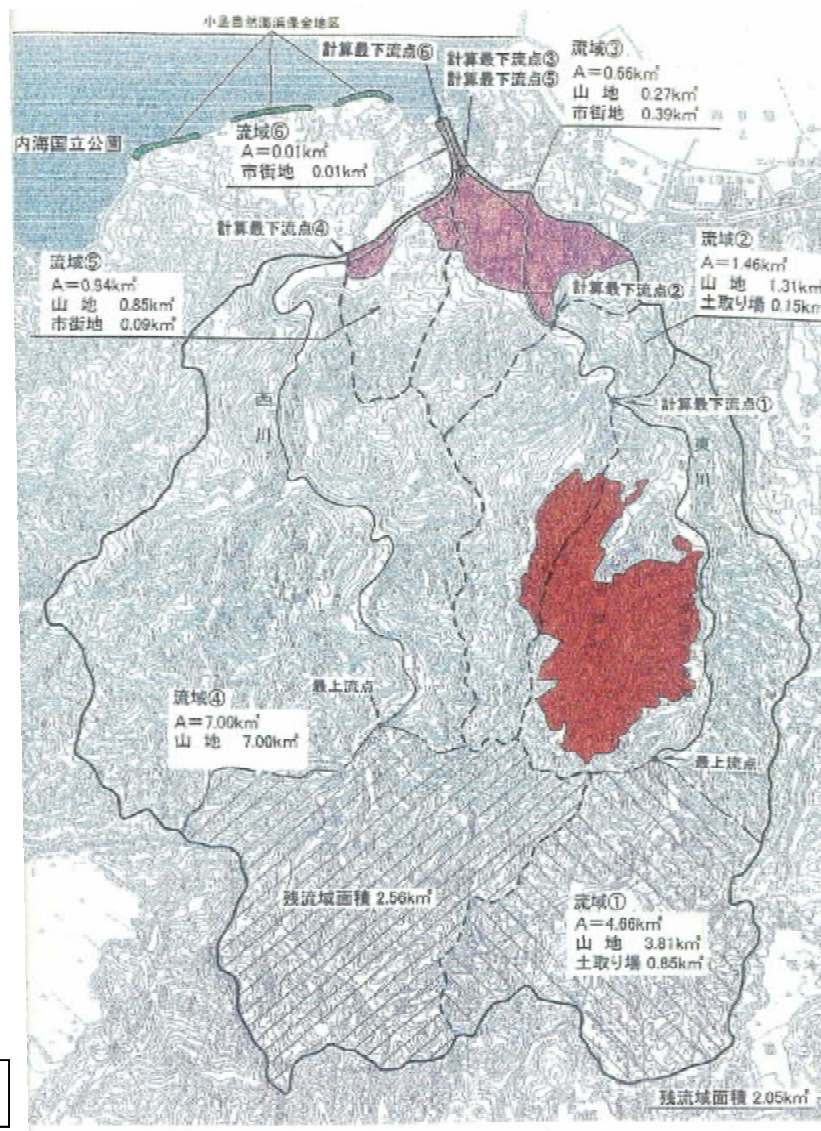 小島自然海浜保全地区
計算最下流点⑥
計算最下流点③
計算最下流点⑤
流域③
A＝0.66k㎡
山 地 0.27k㎡
市街地 0.39k㎡
内海国立公園
流域⑥
A＝0.01k㎡
市街地 0.01k㎡
計算最下流点④
流域②
A＝1.46k㎡
山 地 1.31k㎡
土取り場 0.15k㎡
流域⑤
A＝0.94k㎡
山 地 0.85k㎡
市街地 0.09k㎡
計算最下流点②
計算最下流点①
西川
東川
最上流点
流域④
A＝7.00k㎡
山 地 7.00k㎡
最上流点
残流域面積 2.56k㎡
流域①
A＝4.66k㎡
山 地 3.81k㎡
土取り場 0.85k㎡
残流域面積 2.05k㎡